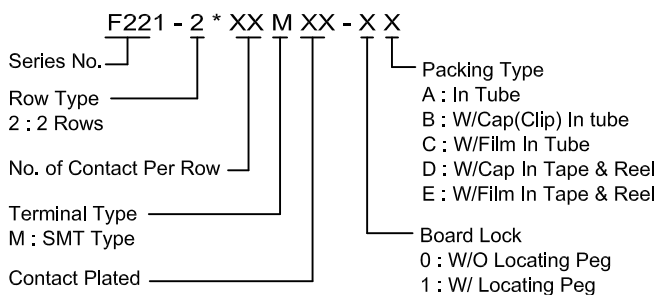 F221 - 2 * XX M XX - X X
Series No.
Row Type
2 : 2 Rows
No. of Contact Per Row
Terminal Type
M : SMT Type
Contact Plated
Packing Type
A : In Tube
B : W/Cap(Clip) In tube
C : W/Film In Tube
D : W/Cap In Tape & Reel
E : W/Film In Tape & Reel
Board Lock
0 : W/O Locating Peg
1 : W/ Locating Peg